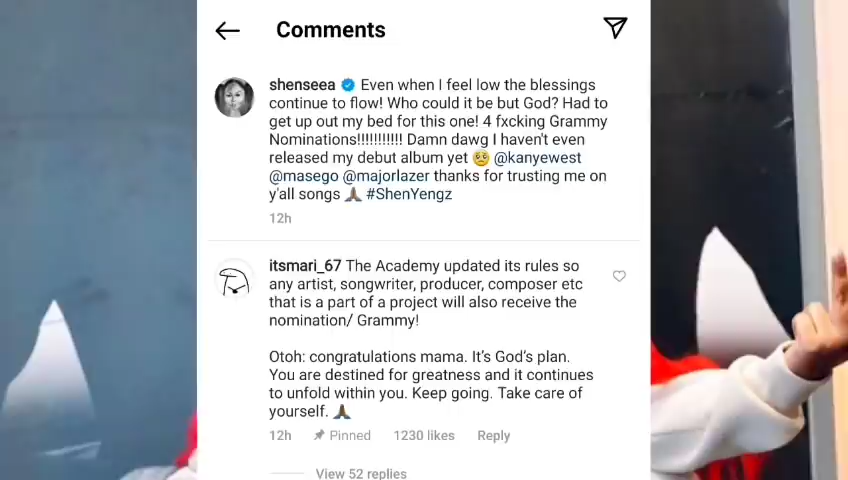 Comments
shenseea Even when I feel low the blessings
continue to flow! Who could it be but God? Had to
get up out my bed for this one! 4 fxcking Grammy
Nominations!!!!!!!!!!! Damn dawg I haven't even
released my debut album yet 🥺 @kanyewest
@masego @majorlazer thanks for trusting me on
y'all songs 🙏🏾 #ShenYengz
12h
itsmari_67 The Academy updated its rules so
any artist, songwriter, producer, composer etc
that is a part of a project will also receive the
nomination/ Grammy!
Otoh: congratulations mama. It's God's plan.
You are destined for greatness and it continues
to unfold within you. Keep going. Take care of
yourself. 🙏🏾
12h Pinned 1230 likes Reply
View 52 replies